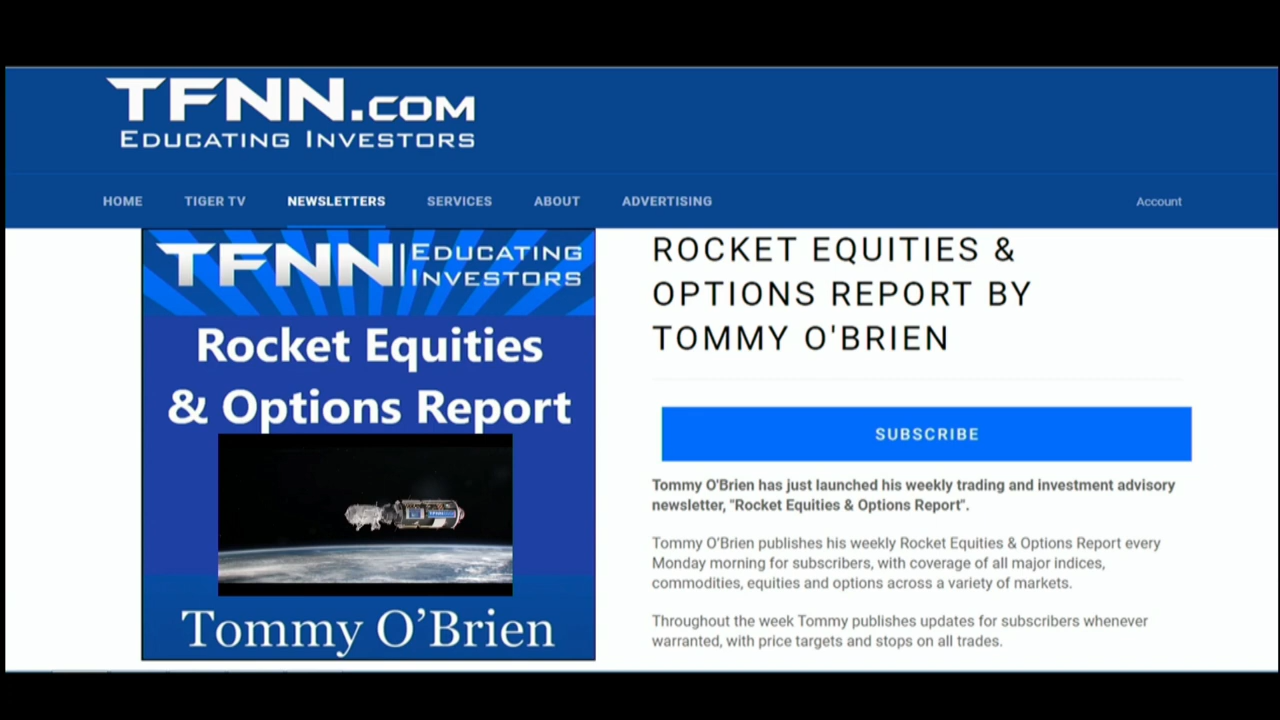 TFNN.COM
EDUCATING INVESTORS
HOME TIGER TV NEWSLETTERS SERVICES ABOUT ADVERTISING Account
TFNN | EDUCATING
INVESTORS
Rocket Equities
& Options Report
TFNN
Tommy O'Brien
ROCKET EQUITIES &
OPTIONS REPORT BY
TOMMY O'BRIEN
SUBSCRIBE
Tommy O'Brien has just launched his weekly trading and investment advisory
newsletter, "Rocket Equities & Options Report".
Tommy O'Brien publishes his weekly Rocket Equities & Options Report every
Monday morning for subscribers, with coverage of all major indices,
commodities, equities and options across a variety of markets.
Throughout the week Tommy publishes updates for subscribers whenever
warranted, with price targets and stops on all trades.